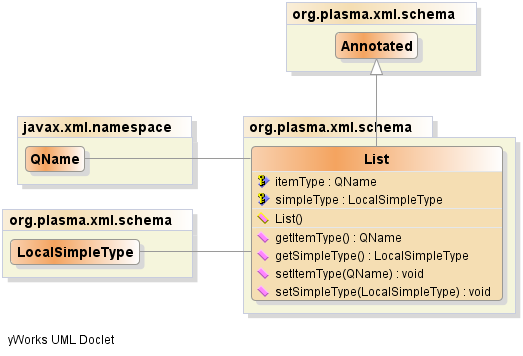 org.plasma.xml.schema
Annotated
javax.xml.namespace
QName
org.plasma.xml.schema
LocalSimpleType
org.plasma.xml.schema
List
itemType : QName
simpleType : LocalSimpleType
List()
getItemType() : QName
getSimpleType() : LocalSimpleType
setItemType(QName) : void
setSimpleType(LocalSimpleType) : void
yWorks UML Doclet